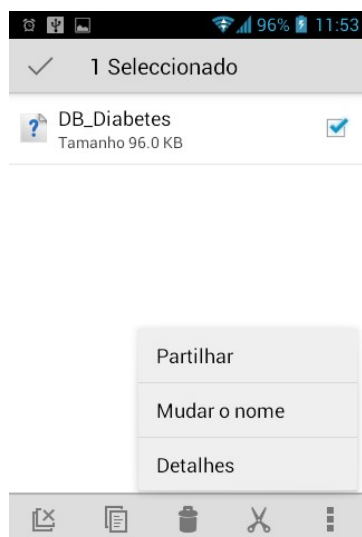 96% 11:53
1 Seleccionado
DB_Diabetes
Tamanho 96.0 KB
Partilhar
Mudar o nome
Detalhes